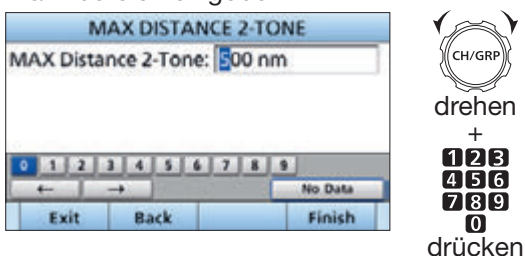 MAX DISTANCE 2-TONE
MAX Distance 2-Tone: 500 nm
0 1 2 3 4 5 6 7 8 9
← → No Data
Exit Back Finish
CH/GRP
drehen
+
1 2 3
4 5 6
7 8 9
0
drücken